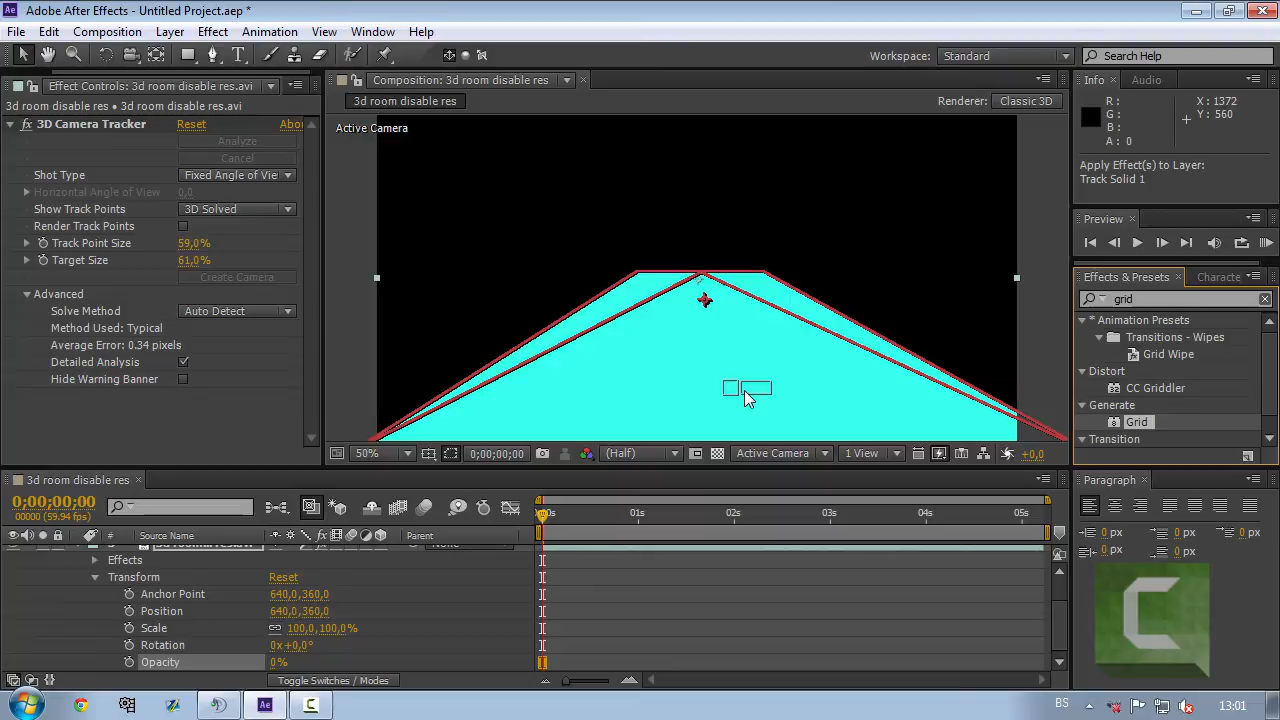 Adobe After Effects - Untitled Project.aep *
File Edit Composition Layer Effect Animation View Window Help
Workspace: Standard
Search Help
Effect Controls: 3d room disable res.avi
3d room disable res • 3d room disable res.avi
3D Camera Tracker Reset Abou
Analyze
Cancel
Shot Type Fixed Angle of Vie
Horizontal Angle of View 0,0
Show Track Points 3D Solved
Render Track Points
Track Point Size 59,0%
Target Size 61,0%
Create Camera
Advanced
Solve Method Auto Detect
Method Used: Typical
Average Error: 0.34 pixels
Detailed Analysis
Hide Warning Banner
Composition: 3d room disable res
3d room disable res
Renderer: Classic 3D
Active Camera
50% 0;00;00;00 (Half) Active Camera 1 View +0,0
Info Audio
R: X : 1372
G: Y : 560
B:
A: 0
Apply Effect(s) to Layer:
Track Solid 1
Preview
Effects & Presets Characte
grid
* Animation Presets
Transitions - Wipes
Grid Wipe
Distort
CC Griddler
Generate
Grid
Transition
3d room disable res
0;00;00;00
00000 (59.94 fps)
Source Name Parent
0s 01s 02s 03s 04s 05s
Effects
Transform Reset
Anchor Point 640,0,360,0
Position 640,0,360,0
Scale 100,0,100,0%
Rotation 0x+0,0°
Opacity 0%
Toggle Switches / Modes
Paragraph
0 px 0 px 0 px
0 px 0 px
BS 13:01